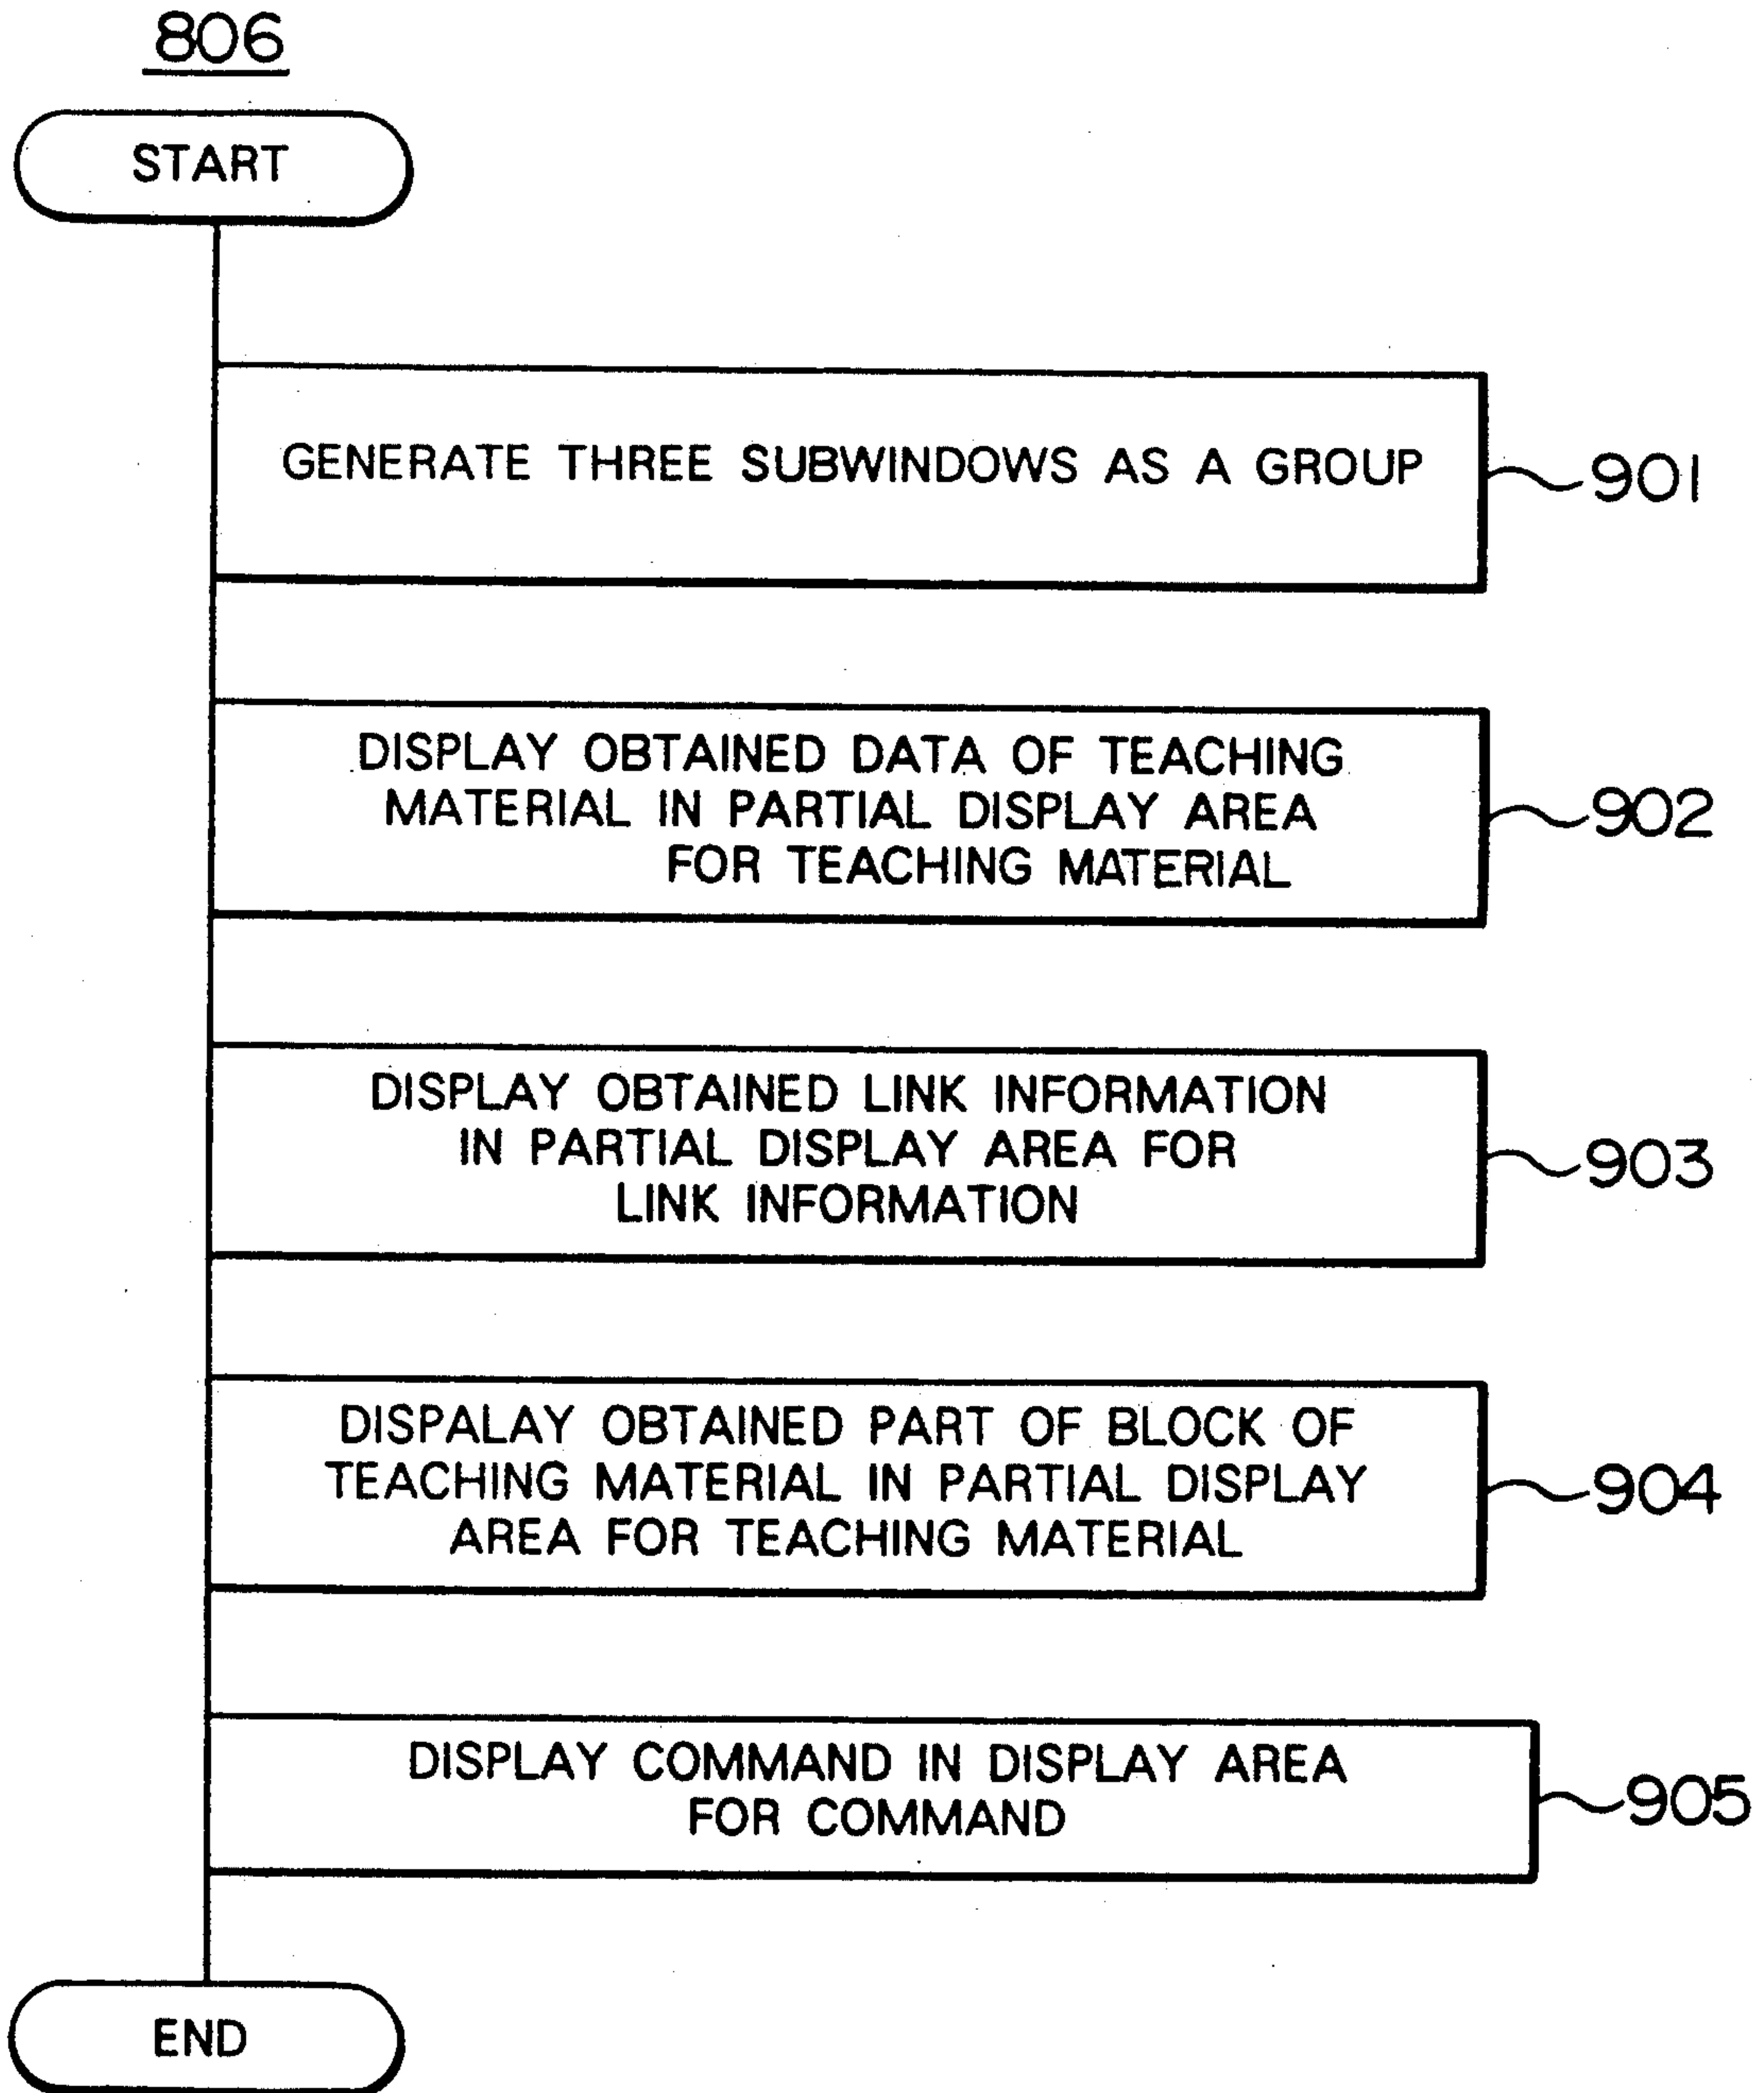 806
START
GENERATE THREE SUBWINDOWS AS A GROUP
901
DISPLAY OBTAINED DATA OF TEACHING
MATERIAL IN PARTIAL DISPLAY AREA
FOR TEACHING MATERIAL
902
DISPLAY OBTAINED LINK INFORMATION
IN PARTIAL DISPLAY AREA FOR
LINK INFORMATION
903
DISPALAY OBTAINED PART OF BLOCK OF
TEACHING MATERIAL IN PARTIAL DISPLAY
AREA FOR TEACHING MATERIAL
904
DISPLAY COMMAND IN DISPLAY AREA
FOR COMMAND
905
END